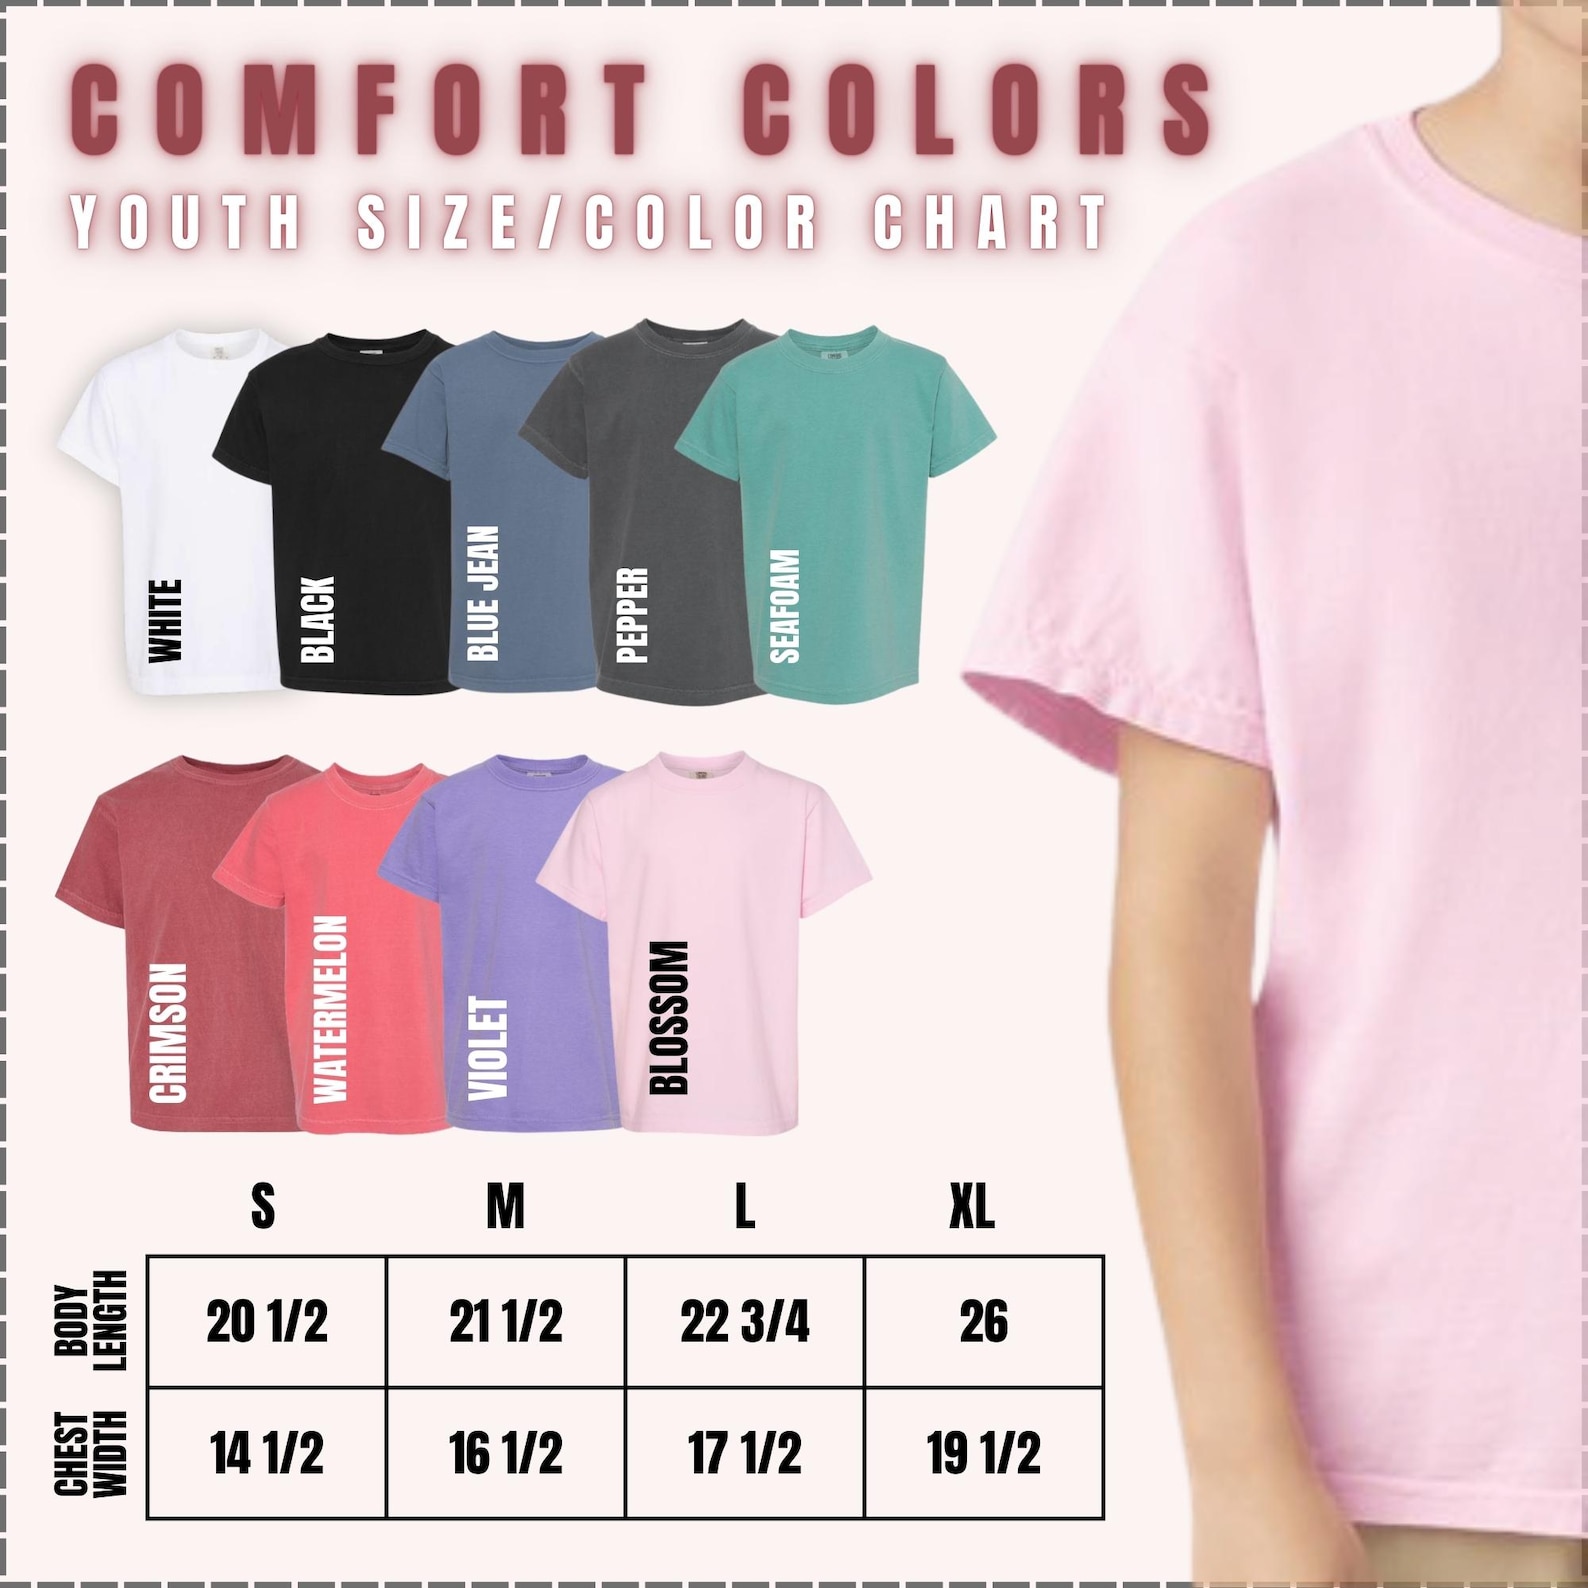 COMFORT COLORS
YOUTH SIZE/COLOR CHART
WHITE
BLACK
BLUE JEAN
PEPPER
SEAFOAM
CRIMSON
WATERMELON
VIOLET
BLOSSOM
S M L XL
BODY
LENGTH
20 1/2 21 1/2 22 3/4 26
CHEST
WIDTH
14 1/2 16 1/2 17 1/2 19 1/2